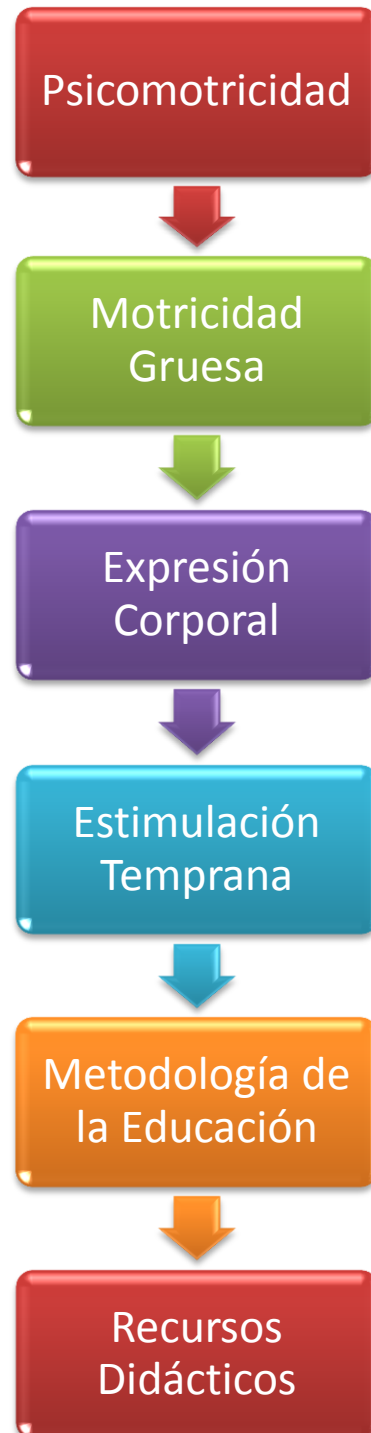 Psicomotricidad
Motricidad
Gruesa
Expresión
Corporal
Estimulación
Temprana
Metodología de
la Educación
Recursos
Didácticos